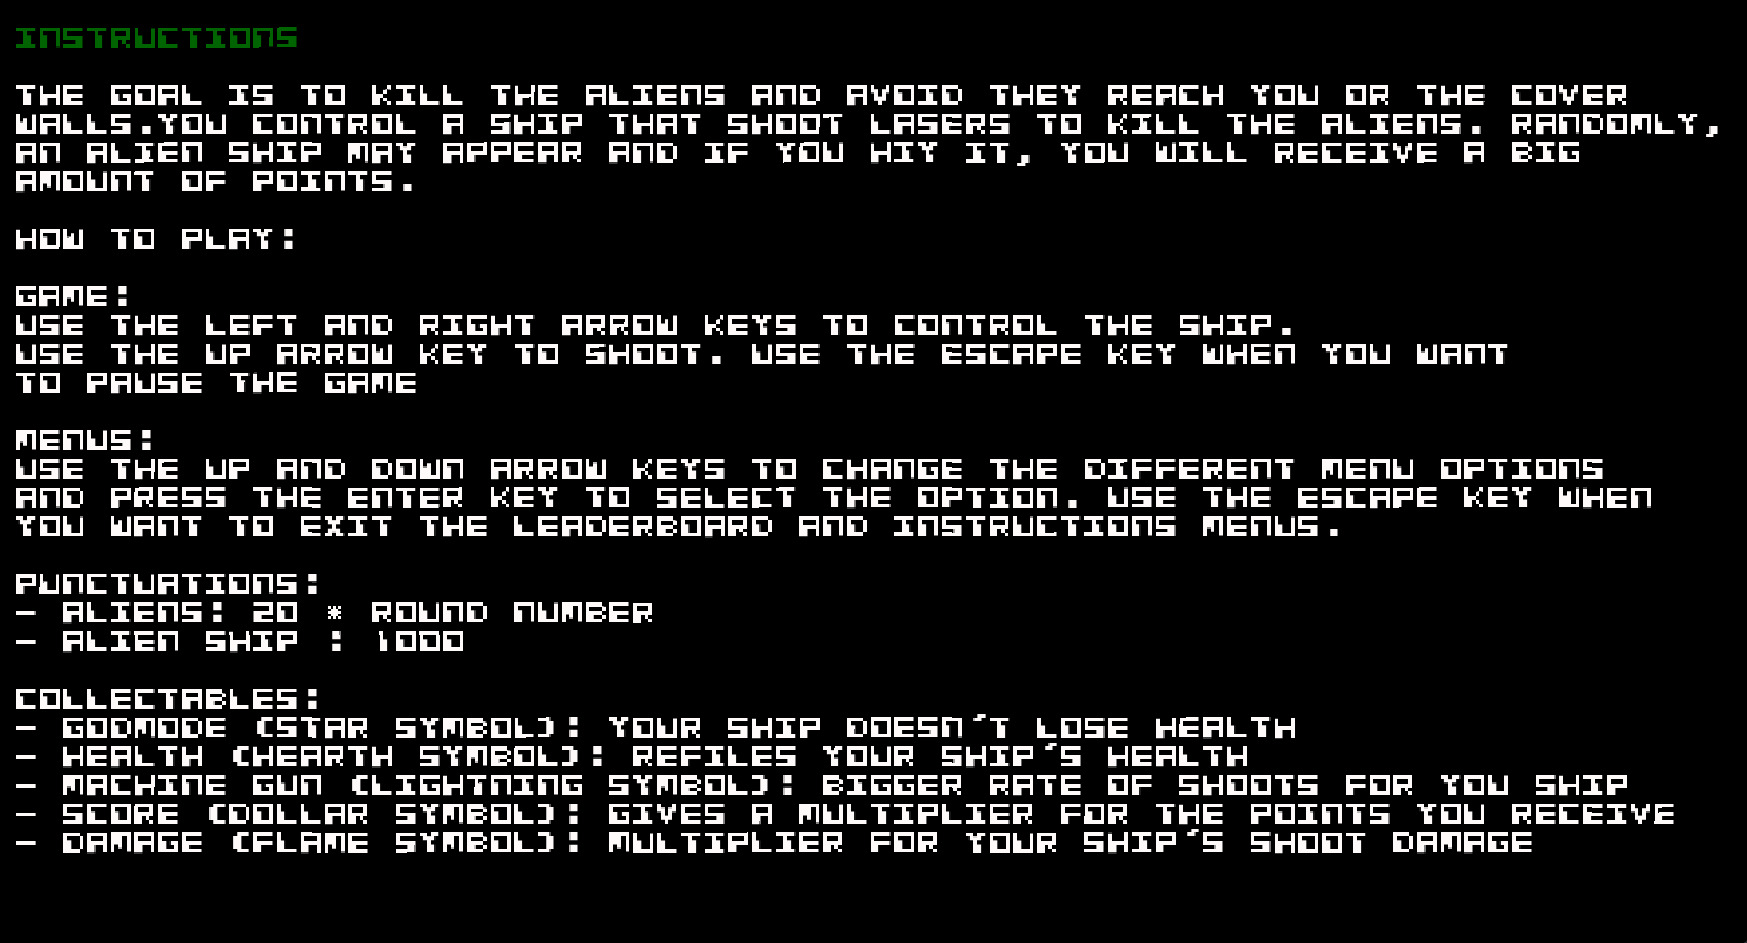 INSTRUCTIONS
THE GOAL IS TO KILL THE ALIENS AND AVOID THEY REACH YOU OR THE COVER
WALLS.YOU CONTROL A SHIP THAT SHOOT LASERS TO KILL THE ALIENS. RANDOMLY,
AN ALIEN SHIP MAY APPEAR AND IF YOU HIY IT, YOU WILL RECEIVE A BIG
AMOUNT OF POINTS.
HOW TO PLAY:
GAME:
USE THE LEFT AND RIGHT ARROW KEYS TO CONTROL THE SHIP.
USE THE UP ARROW KEY TO SHOOT. USE THE ESCAPE KEY WHEN YOU WANT
TO PAUSE THE GAME
MENUS:
USE THE UP AND DOWN ARROW KEYS TO CHANGE THE DIFFERENT MENU OPTIONS
AND PRESS THE ENTER KEY TO SELECT THE OPTION. USE THE ESCAPE KEY WHEN
YOU WANT TO EXIT THE LEADERBOARD AND INSTRUCTIONS MENUS.
PUNCTUATIONS:
- ALIENS: 20 * ROUND NUMBER
- ALIEN SHIP : 1000
COLLECTABLES:
- GODMODE (STAR SYMBOL): YOUR SHIP DOESN'T LOSE HEALTH
- HEALTH (HEARTH SYMBOL): REFILES YOUR SHIP'S HEALTH
- MACHINE GUN (LIGHTNING SYMBOL): BIGGER RATE OF SHOOTS FOR YOU SHIP
- SCORE (DOLLAR SYMBOL): GIVES A MULTIPLIER FOR THE POINTS YOU RECEIVE
- DAMAGE (FLAME SYMBOL): MULTIPLIER FOR YOUR SHIP'S SHOOT DAMAGE